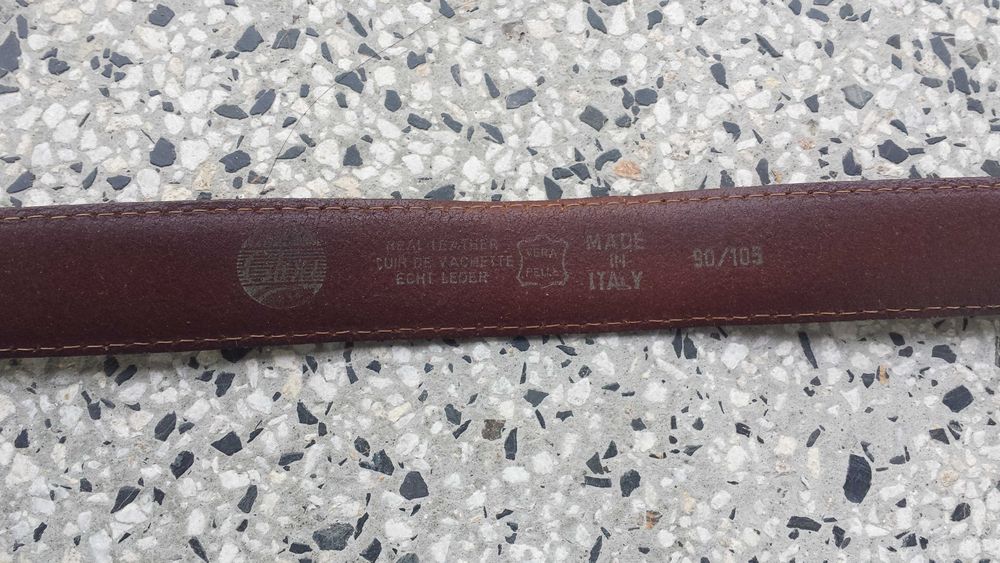 REAL LEATHER
CUIR DE VACHETTE
ECHT LEDER
VERA
PELLE
MADE
IN
ITALY
90/105